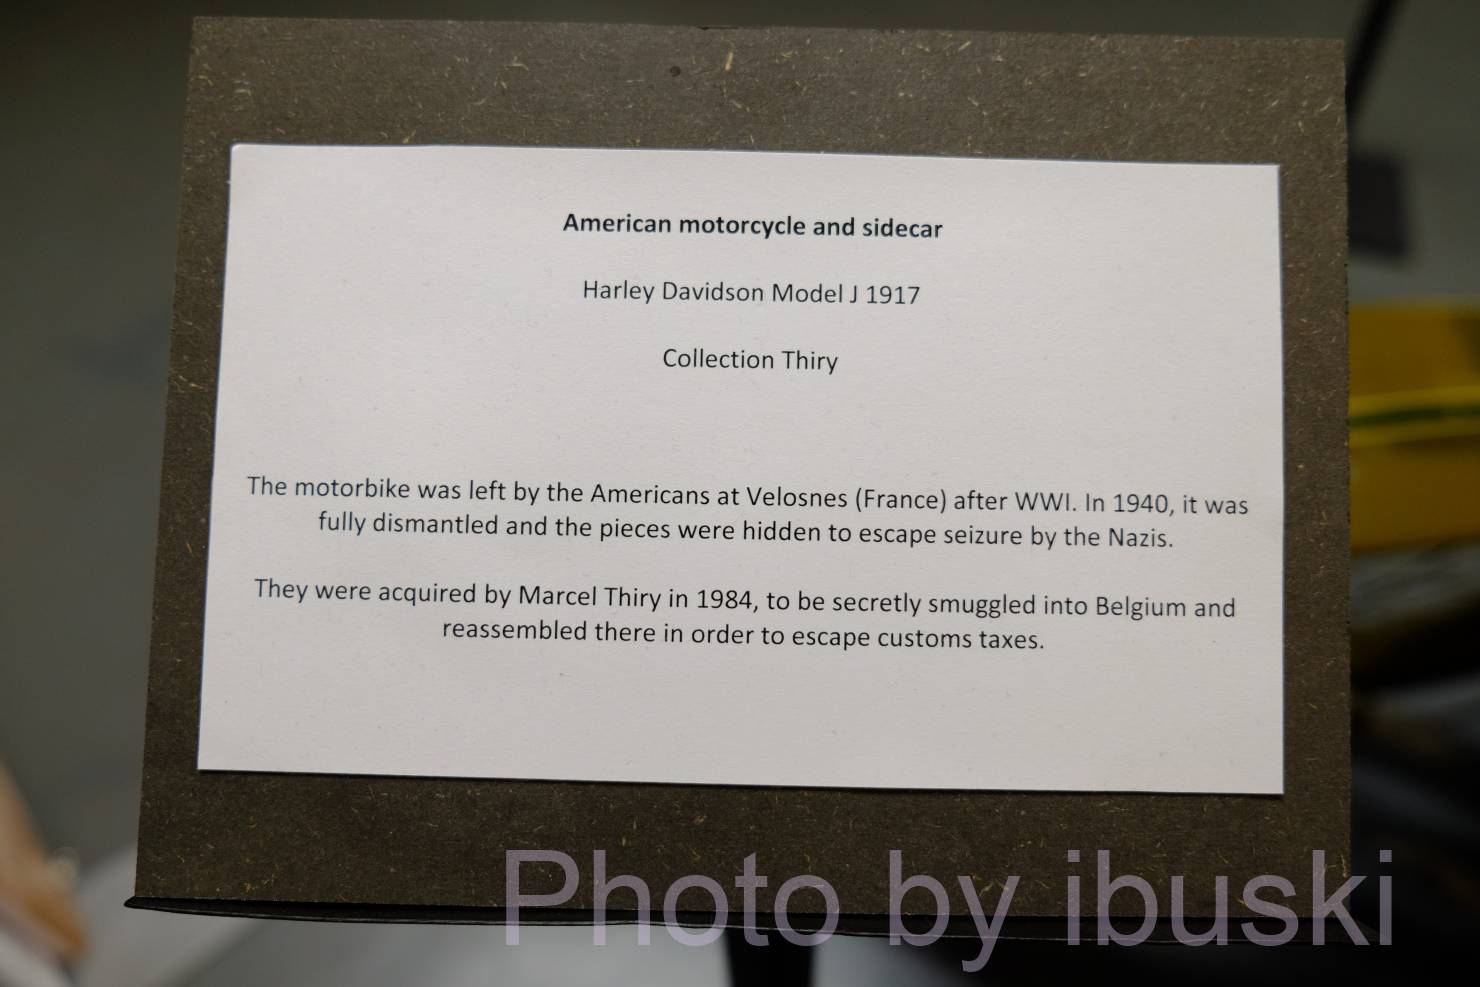 American motorcycle and sidecar
Harley Davidson Model J 1917
Collection Thiry
The motorbike was left by the Americans at Velosnes (France) after WWI. In 1940, it was
fully dismantled and the pieces were hidden to escape seizure by the Nazis.
They were acquired by Marcel Thiry in 1984, to be secretly smuggled into Belgium and
reassembled there in order to escape customs taxes.
Photo by ibuski